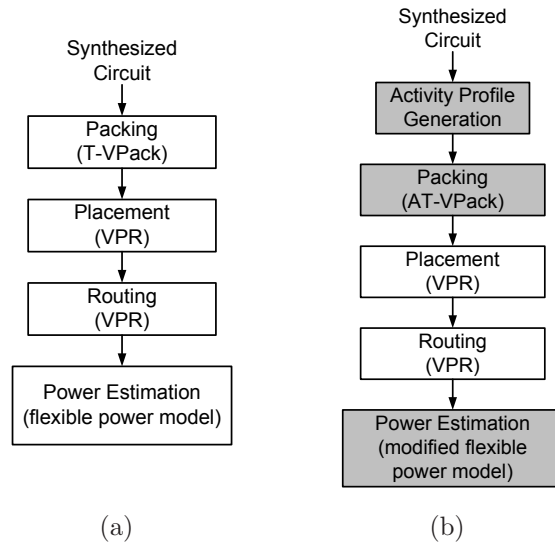 Synthesized
Circuit
Packing
(T-VPack)
Placement
(VPR)
Routing
(VPR)
Power Estimation
(flexible power model)
(a)
Synthesized
Circuit
Activity Profile
Generation
Packing
(AT-VPack)
Placement
(VPR)
Routing
(VPR)
Power Estimation
(modified flexible
power model)
(b)